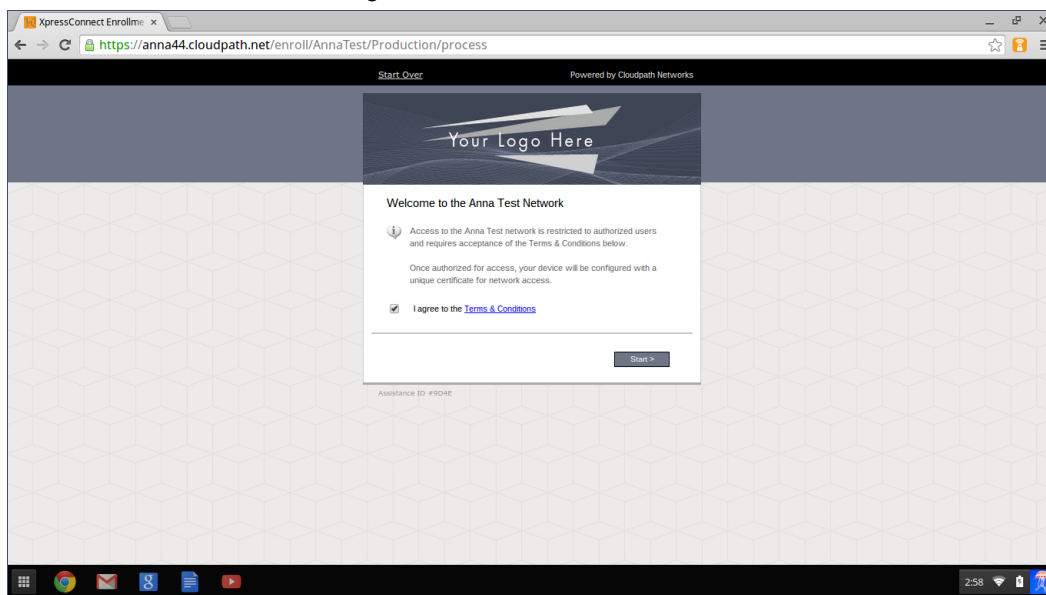 XpressConnect Enrollme
https://anna44.cloudpath.net/enroll/AnnaTest/Production/process
Start Over
Powered by Cloudpath Networks
Your Logo Here
Welcome to the Anna Test Network
Access to the Anna Test network is restricted to authorized users
and requires acceptance of the Terms & Conditions below.
Once authorized for access, your device will be configured with a
unique certificate for network access.
I agree to the Terms & Conditions
Start >
Assistance ID #9D4E
8
2:58